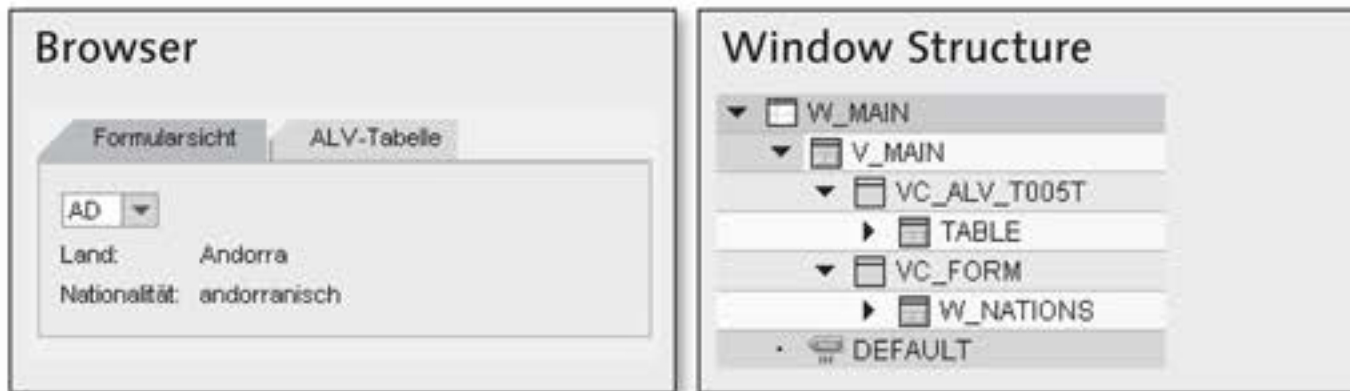 Browser
Formularsicht ALV-Tabelle
AD
Land: Andorra
Nationalität: andorranisch
Window Structure
W_MAIN
V_MAIN
VC_ALV_T005T
TABLE
VC_FORM
W_NATIONS
DEFAULT